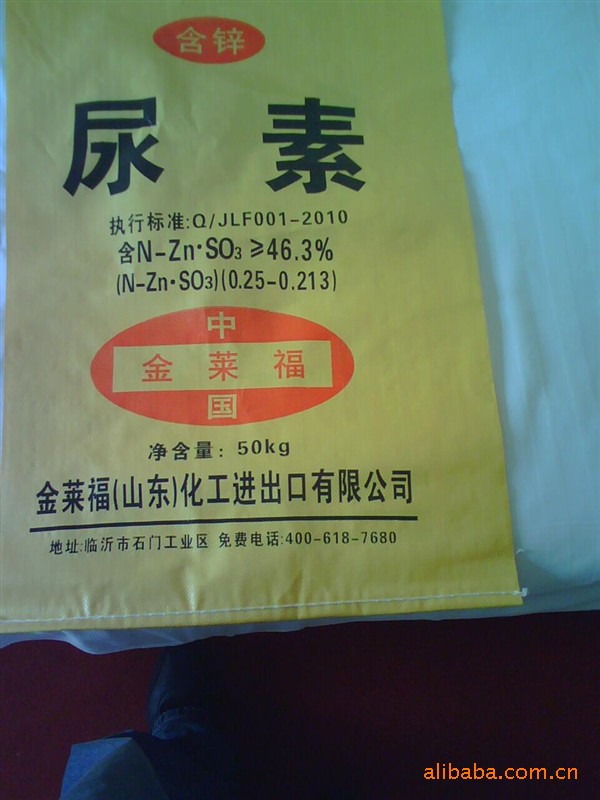 含锌
尿素
执行标准:Q/JLF001-2010
含N-Zn·SO₃≥46.3%
(N-Zn·SO₃)(0.25-0.213)
中
金莱福
国
净含量: 50kg
金莱福(山东)化工进出口有限公司
地址:临沂市石门工业区 免费电话:400-618-7680
alibaba.com.cn